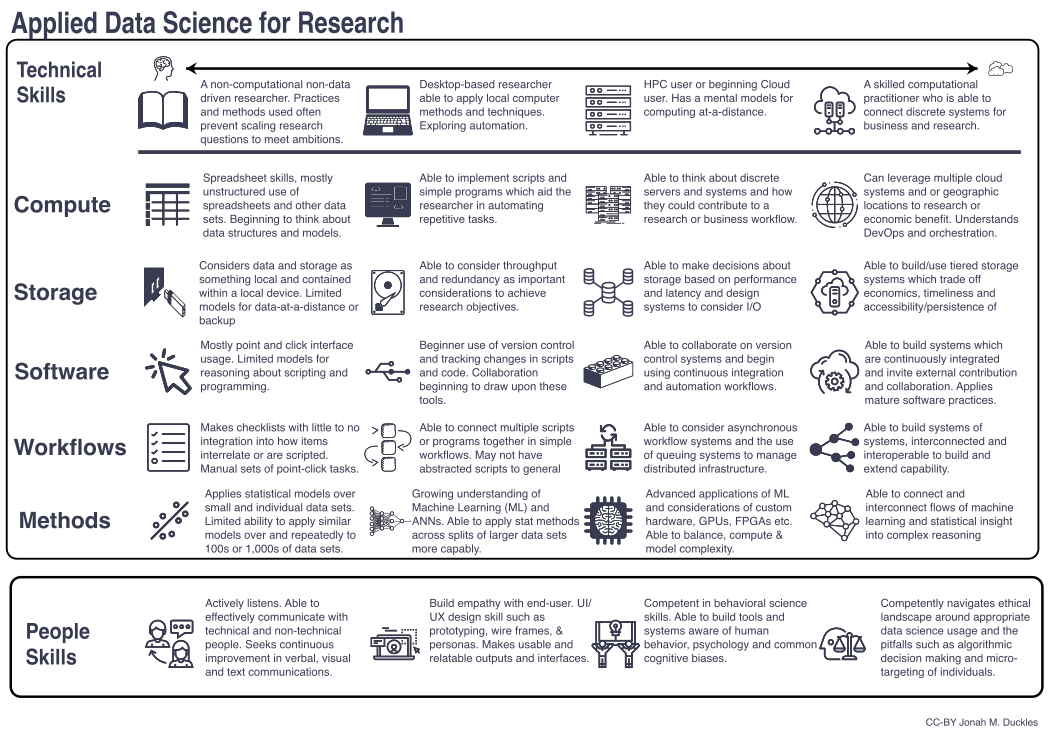 Applied Data Science for Research
Technical
Skills
A non-computational non-data
driven researcher. Practices
and methods used often
prevent scaling research
questions to meet ambitions.
Desktop-based researcher
able to apply local computer
methods and techniques.
Exploring automation.
HPC user or beginning Cloud
user. Has a mental models for
computing at-a-distance.
A skilled computational
practitioner who is able to
connect discrete systems for
business and research.
Compute
Spreadsheet skills, mostly
unstructured use of
spreadsheets and other data
sets. Beginning to think about
data structures and models.
Able to implement scripts and
simple programs which aid the
researcher in automating
repetitive tasks.
Able to think about discrete
servers and systems and how
they could contribute to a
research or business workflow.
Can leverage multiple cloud
systems and or geographic
locations to research or
economic benefit. Understands
DevOps and orchestration.
Storage
Considers data and storage as
something local and contained
within a local device. Limited
models for data-at-a-distance or
backup
Able to consider throughput
and redundancy as important
considerations to achieve
research objectives.
Able to make decisions about
storage based on performance
and latency and design
systems to consider I/O
Able to build/use tiered storage
systems which trade off
economics, timeliness and
accessibility/persistence of
Software
Mostly point and click interface
usage. Limited models for
reasoning about scripting and
programming.
Beginner use of version control
and tracking changes in scripts
and code. Collaboration
beginning to draw upon these
tools.
Able to collaborate on version
control systems and begin
using continuous integration
and automation workflows.
Able to build systems which
are continuously integrated
and invite external contribution
and collaboration. Applies
mature software practices.
Workflows
Makes checklists with little to no
integration into how items
interrelate or are scripted.
Manual sets of point-click tasks.
Able to connect multiple scripts
or programs together in simple
workflows. May not have
abstracted scripts to general
Able to consider asynchronous
workflow systems and the use
of queuing systems to manage
distributed infrastructure.
Able to build systems of
systems, interconnected and
interoperable to build and
extend capability.
Methods
Applies statistical models over
small and individual data sets.
Limited ability to apply similar
models over and repeatedly to
100s or 1,000s of data sets.
Growing understanding of
Machine Learning (ML) and
ANNs. Able to apply stat methods
across splits of larger data sets
more capably.
Advanced applications of ML
and considerations of custom
hardware, GPUs, FPGAs etc.
Able to balance, compute &
model complexity.
Able to connect and
interconnect flows of machine
learning and statistical insight
into complex reasoning
People
Skills
Actively listens. Able to
effectively communicate with
technical and non-technical
people. Seeks continuous
improvement in verbal, visual
and text communications.
Build empathy with end-user. UI/
UX design skill such as
prototyping, wire frames, &
personas. Makes usable and
relatable outputs and interfaces.
Competent in behavioral science
skills. Able to build tools and
systems aware of human
behavior, psychology and common
cognitive biases.
Competently navigates ethical
landscape around appropriate
data science usage and the
pitfalls such as algorithmic
decision making and micro-
targeting of individuals.
CC-BY Jonah M. Duckles